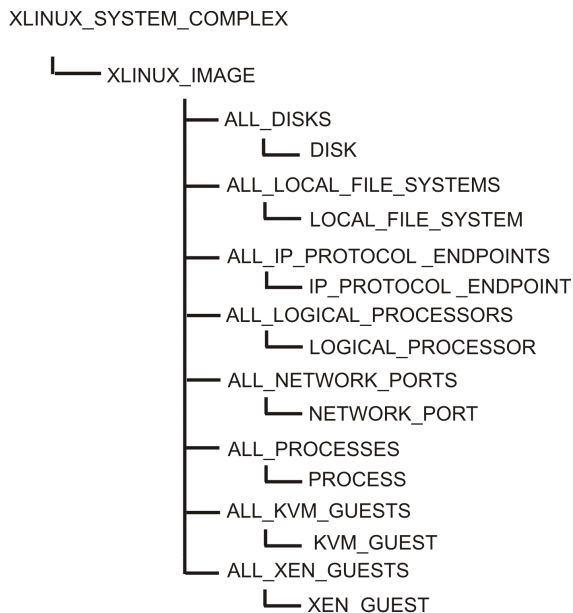 XLINUX_SYSTEM_COMPLEX
XLINUX_IMAGE
ALL_DISKS
DISK
ALL_LOCAL_FILE_SYSTEMS
LOCAL_FILE_SYSTEM
ALL_IP_PROTOCOL _ENDPOINTS
IP_PROTOCOL _ENDPOINT
ALL_LOGICAL_PROCESSORS
LOGICAL_PROCESSOR
ALL_NETWORK_PORTS
NETWORK_PORT
ALL_PROCESSES
PROCESS
ALL_KVM_GUESTS
KVM_GUEST
ALL_XEN_GUESTS
XEN_GUEST